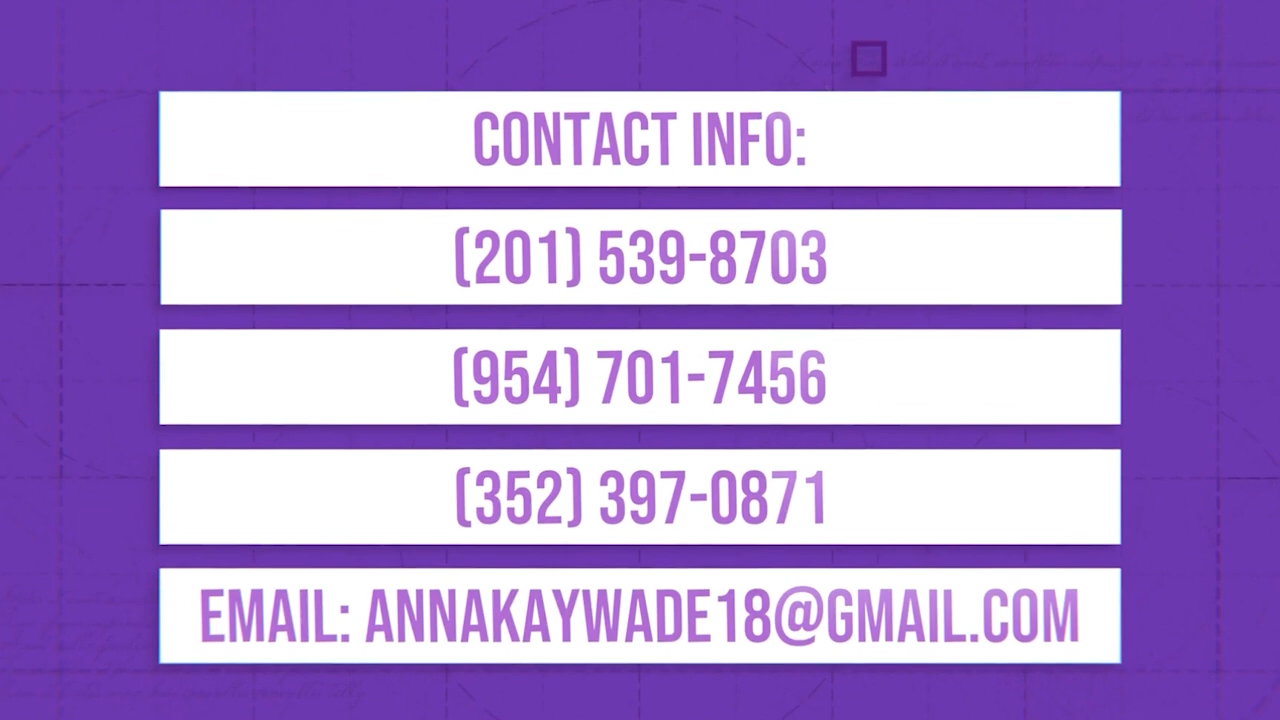 CONTACT INFO:
(201) 539-8703
(954) 701-7456
(352) 397-0871
EMAIL: ANNAKAYWADE18@GMAIL.COM